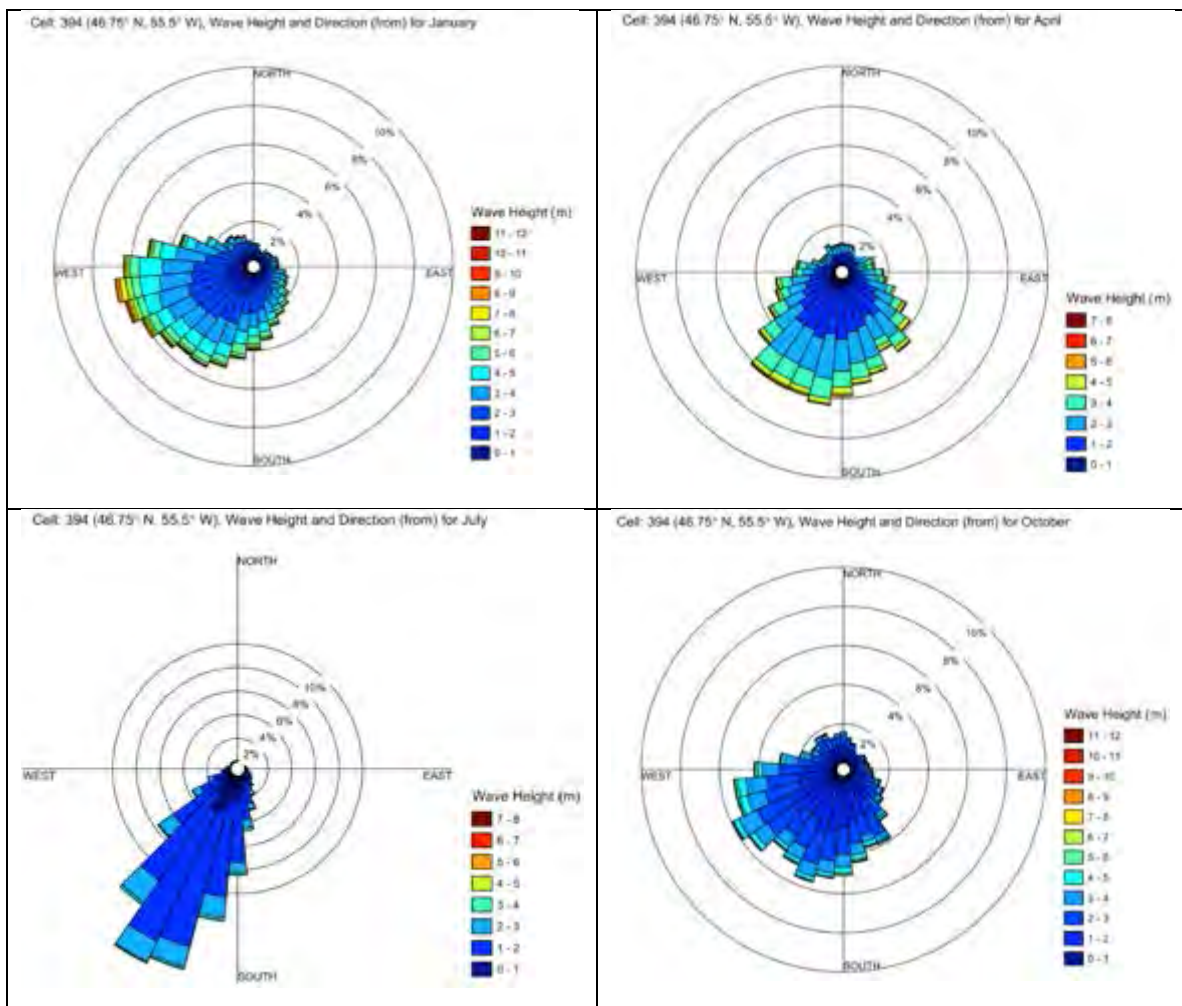 Cell: 394 (46.75° N, 55.5° W), Wave Height and Direction (from) for January
NORTH
10%
8%
6%
4%
2%
WEST
EAST
SOUTH
Wave Height (m)
11 - 12
10 - 11
9 - 10
8 - 9
7 - 8
6 - 7
5 - 6
4 - 5
3 - 4
2 - 3
1 - 2
0 - 1
Cell: 394 (46.75° N, 55.5° W), Wave Height and Direction (from) for April
NORTH
10%
8%
6%
4%
2%
WEST
EAST
SOUTH
Wave Height (m)
7 - 8
6 - 7
5 - 6
4 - 5
3 - 4
2 - 3
1 - 2
0 - 1
Cell: 394 (46.75° N, 55.5° W), Wave Height and Direction (from) for July
NORTH
10%
8%
6%
4%
2%
WEST
EAST
SOUTH
Wave Height (m)
7 - 8
6 - 7
5 - 6
4 - 5
3 - 4
2 - 3
1 - 2
0 - 1
Cell: 394 (46.75° N, 55.5° W), Wave Height and Direction (from) for October
NORTH
10%
8%
6%
4%
2%
WEST
EAST
SOUTH
Wave Height (m)
11 - 12
10 - 11
9 - 10
8 - 9
7 - 8
6 - 7
5 - 6
4 - 5
3 - 4
2 - 3
1 - 2
0 - 1